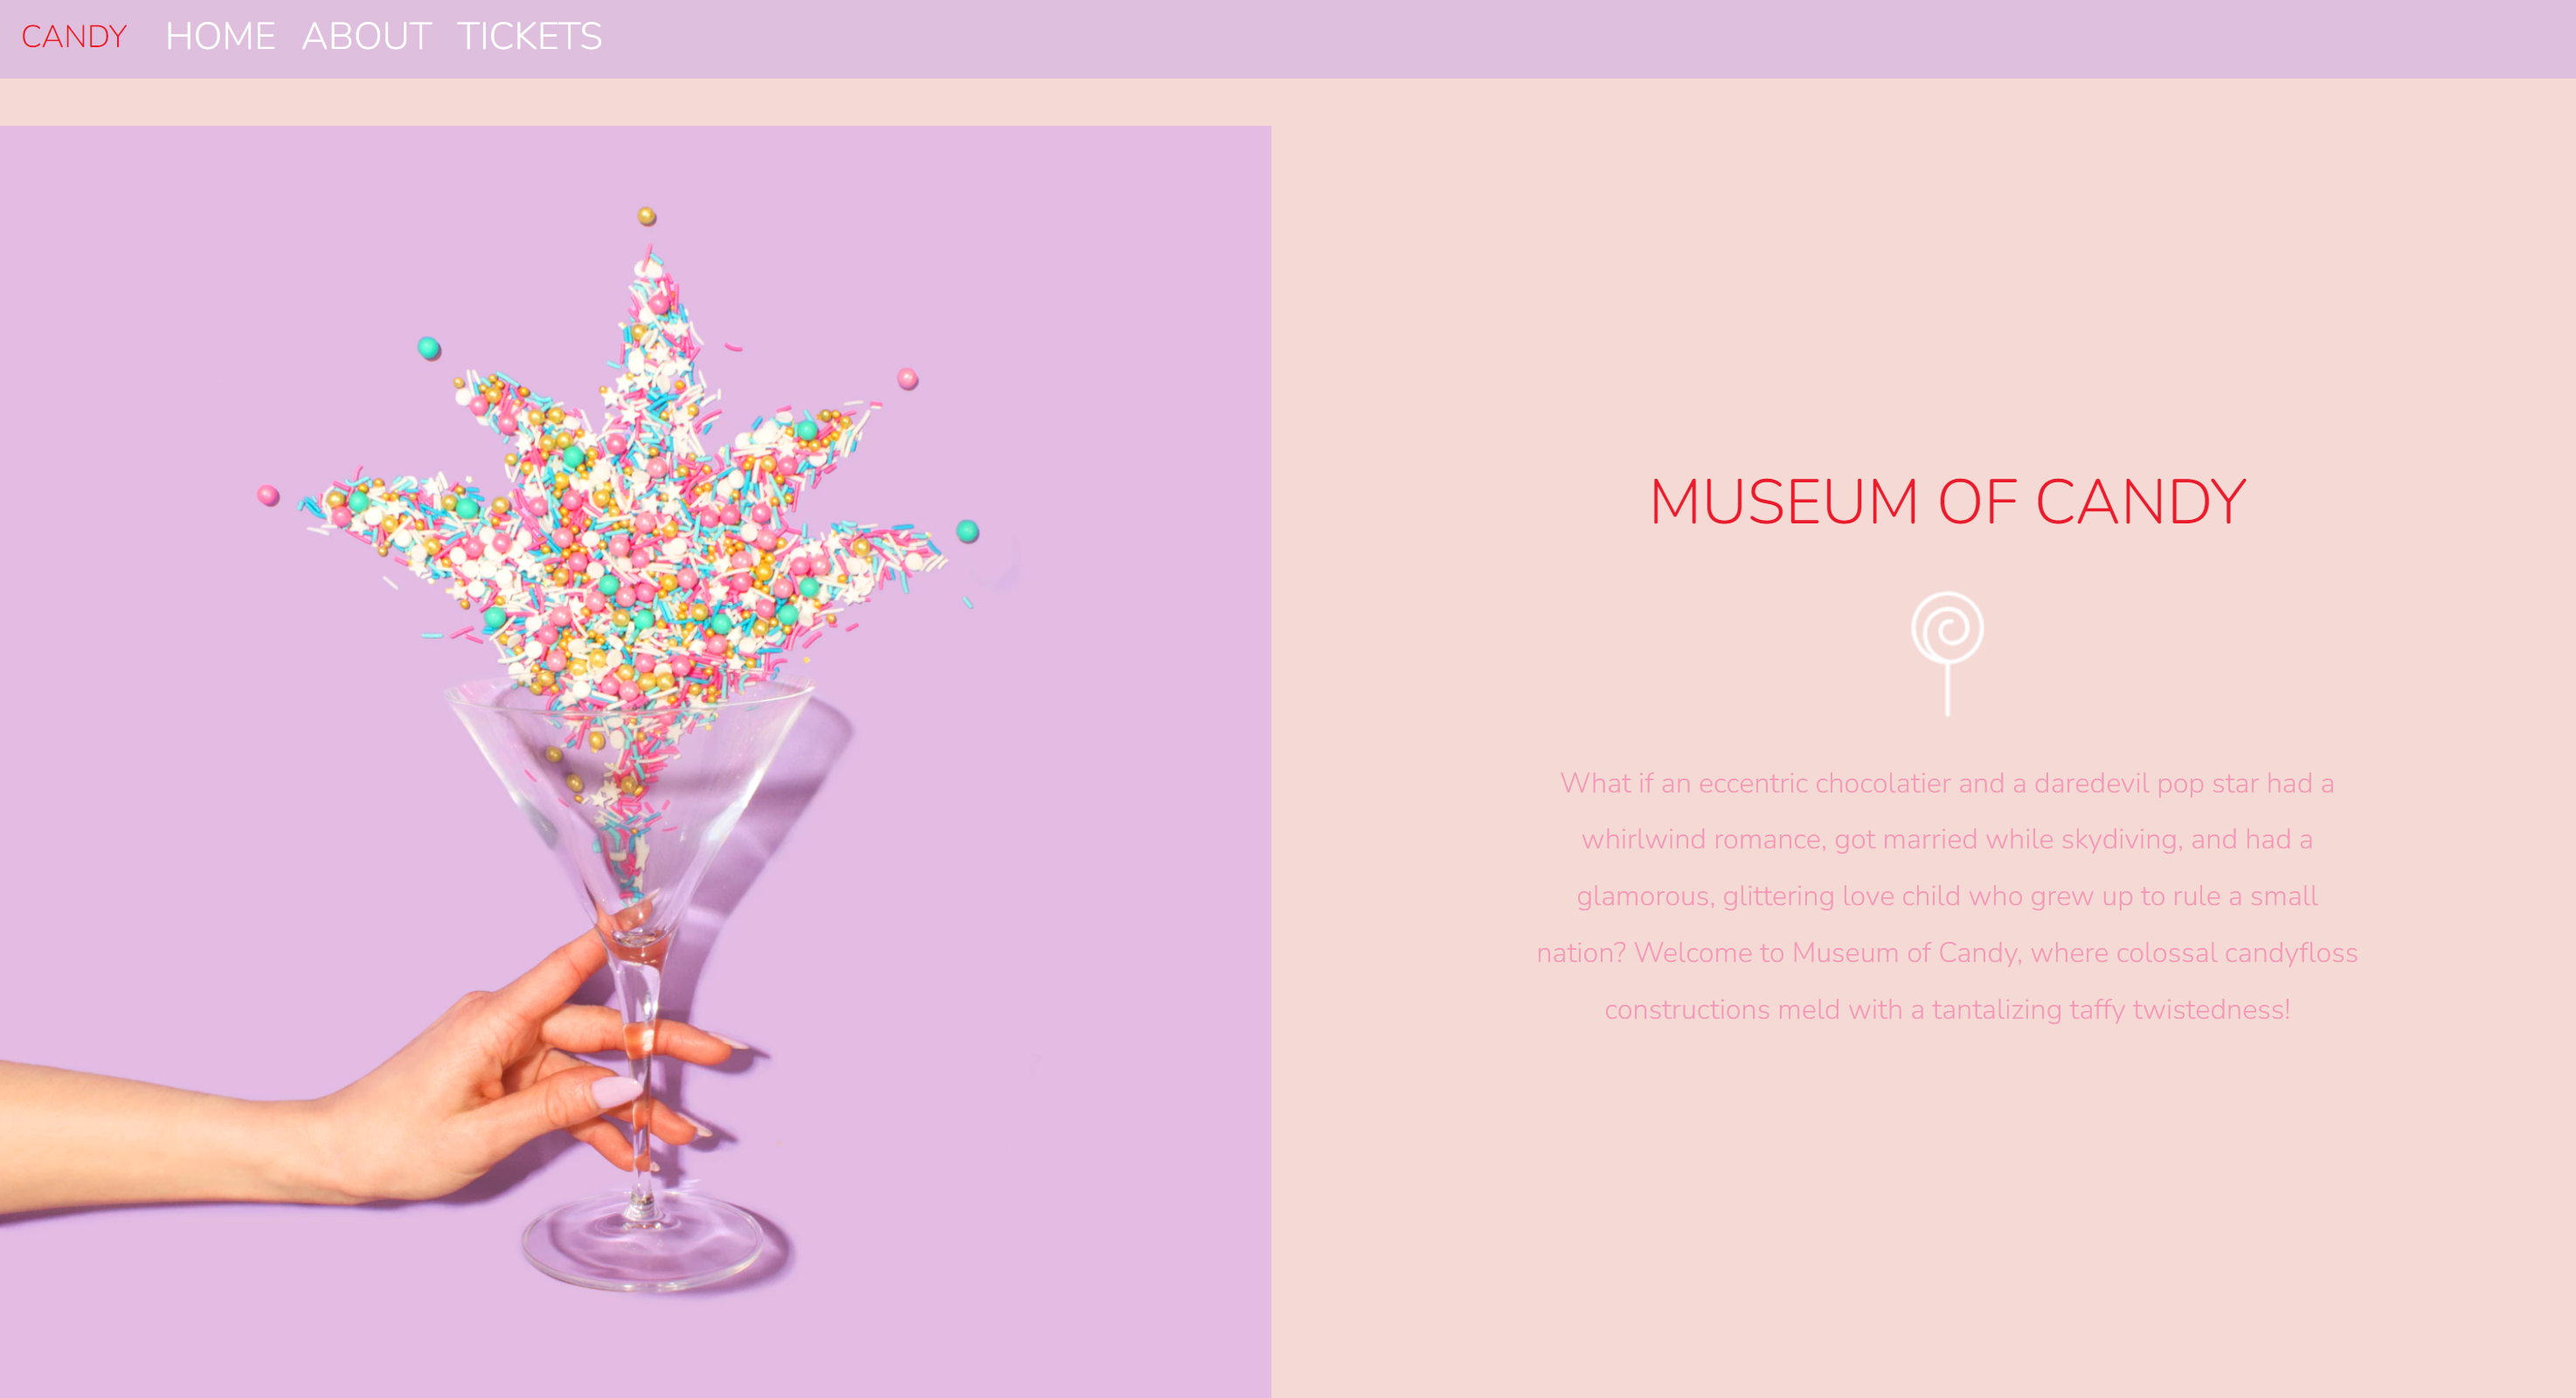 CANDY HOME ABOUT TICKETS
MUSEUM OF CANDY
What if an eccentric chocolatier and a daredevil pop star had a
whirlwind romance, got married while skydiving, and had a
glamorous, glittering love child who grew up to rule a small
nation? Welcome to Museum of Candy, where colossal candyfloss
constructions meld with a tantalizing taffy twistedness!